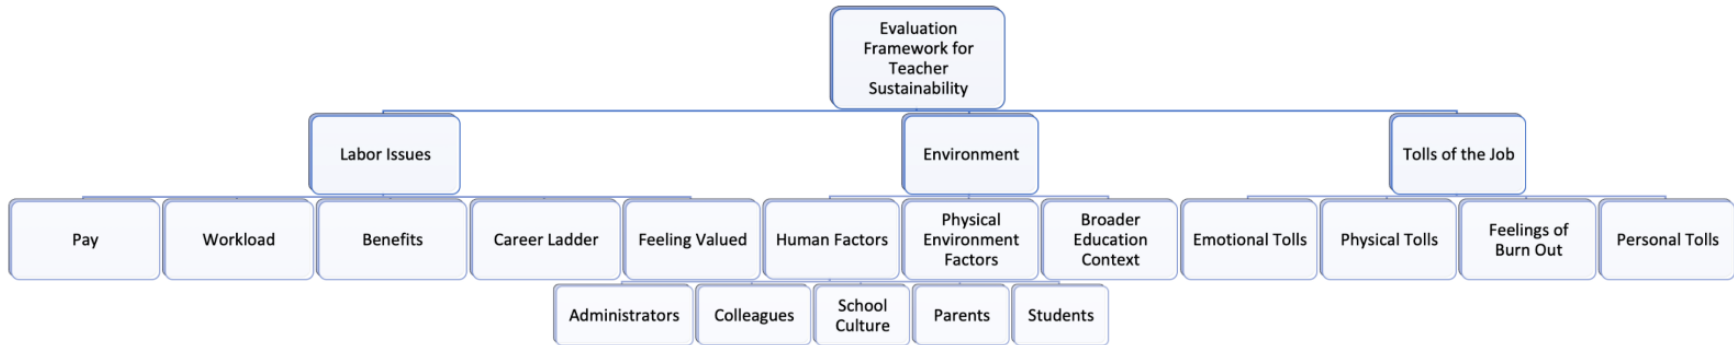 Evaluation
Framework for
Teacher
Sustainability
Labor Issues
Environment
Tolls of the Job
Pay
Workload
Benefits
Career Ladder
Feeling Valued
Human Factors
Physical
Environment
Factors
Broader
Education
Context
Emotional Tolls
Physical Tolls
Feelings of
Burn Out
Personal Tolls
Administrators
Colleagues
School
Culture
Parents
Students